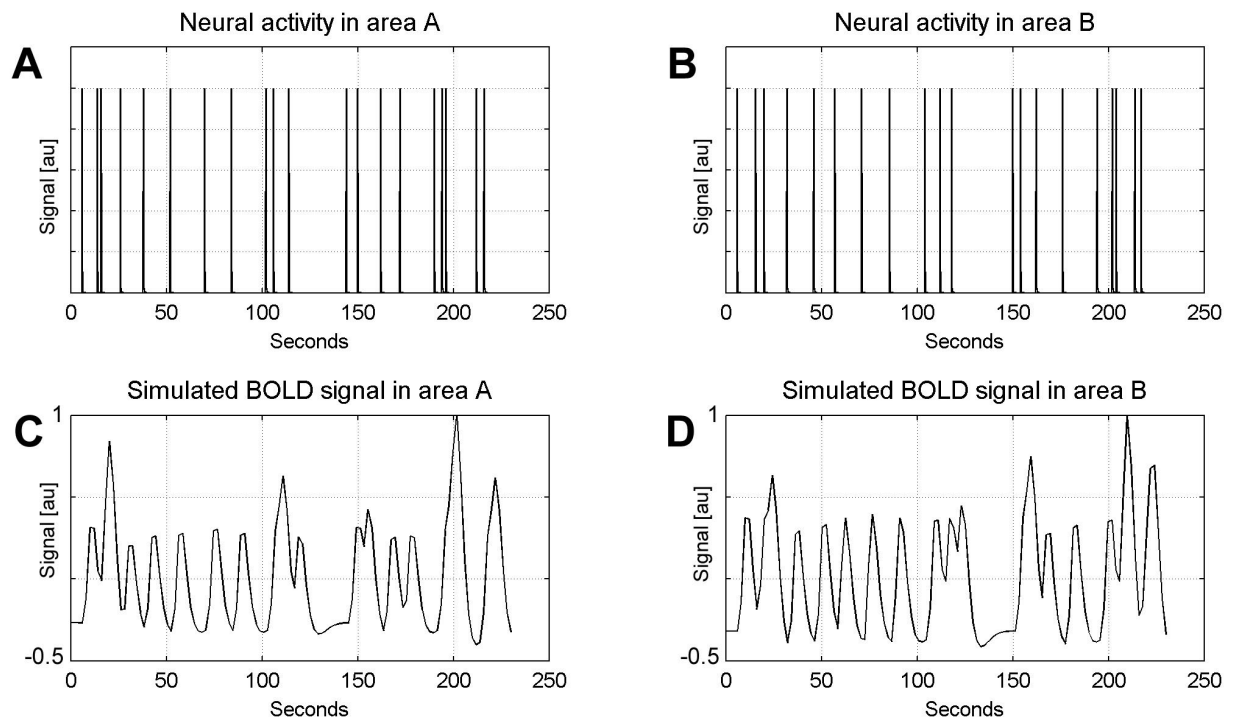 Neural activity in area A
A
Signal [au]
0 50 100 150 200 250
Seconds
Neural activity in area B
B
Signal [au]
0 50 100 150 200 250
Seconds
Simulated BOLD signal in area A
C
1
Signal [au]
-0.5
0 50 100 150 200 250
Seconds
Simulated BOLD signal in area B
D
1
Signal [au]
-0.5
0 50 100 150 200 250
Seconds